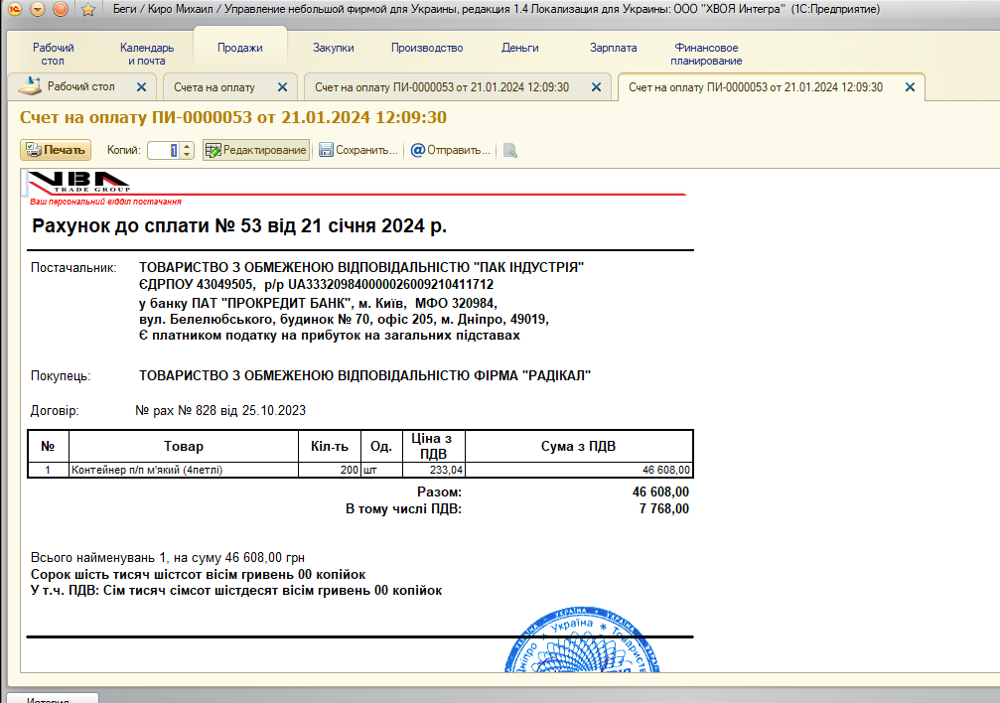 Беги / Киро Михаил / Управление небольшой фирмой для Украины, редакция 1.4 Локализация для Украины: ООО "ХВОЯ Интегра" (1С:Предприятие)
Рабочий стол
Календарь и почта
Продажи
Закупки
Производство
Деньги
Зарплата
Финансовое планирование
Рабочий стол
Счета на оплату
Счет на оплату ПИ-0000053 от 21.01.2024 12:09:30
Счет на оплату ПИ-0000053 от 21.01.2024 12:09:30
Счет на оплату ПИ-0000053 от 21.01.2024 12:09:30
Печать Копий: 1 Редактирование Сохранить... Отправить...
TRADE GROUP
Ваш персональний відділ постачання
Рахунок до сплати № 53 від 21 січня 2024 р.
Постачальник: ТОВАРИСТВО З ОБМЕЖЕНОЮ ВІДПОВІДАЛЬНІСТЮ "ПАК ІНДУСТРІЯ"
ЄДРПОУ 43049505, р/р UA333209840000026009210411712
у банку ПАТ "ПРОКРЕДИТ БАНК", м. Київ, МФО 320984,
вул. Белелюбського, будинок № 70, офіс 205, м. Дніпро, 49019,
Є платником податку на прибуток на загальних підставах
Покупець: ТОВАРИСТВО З ОБМЕЖЕНОЮ ВІДПОВІДАЛЬНІСТЮ ФІРМА "РАДІКАЛ"
Договір: № рах № 828 від 25.10.2023
№ Товар Кіл-ть Од. Ціна з ПДВ Сума з ПДВ
1 Контейнер п/п м'який (4петлі) 200 шт 233,04 46 608,00
Разом: 46 608,00
В тому числі ПДВ: 7 768,00
Всього найменувань 1, на суму 46 608,00 грн
Сорок шість тисяч шістсот вісім гривень 00 копійок
У т.ч. ПДВ: Сім тисяч сімсот шістдесят вісім гривень 00 копійок
Україна
История